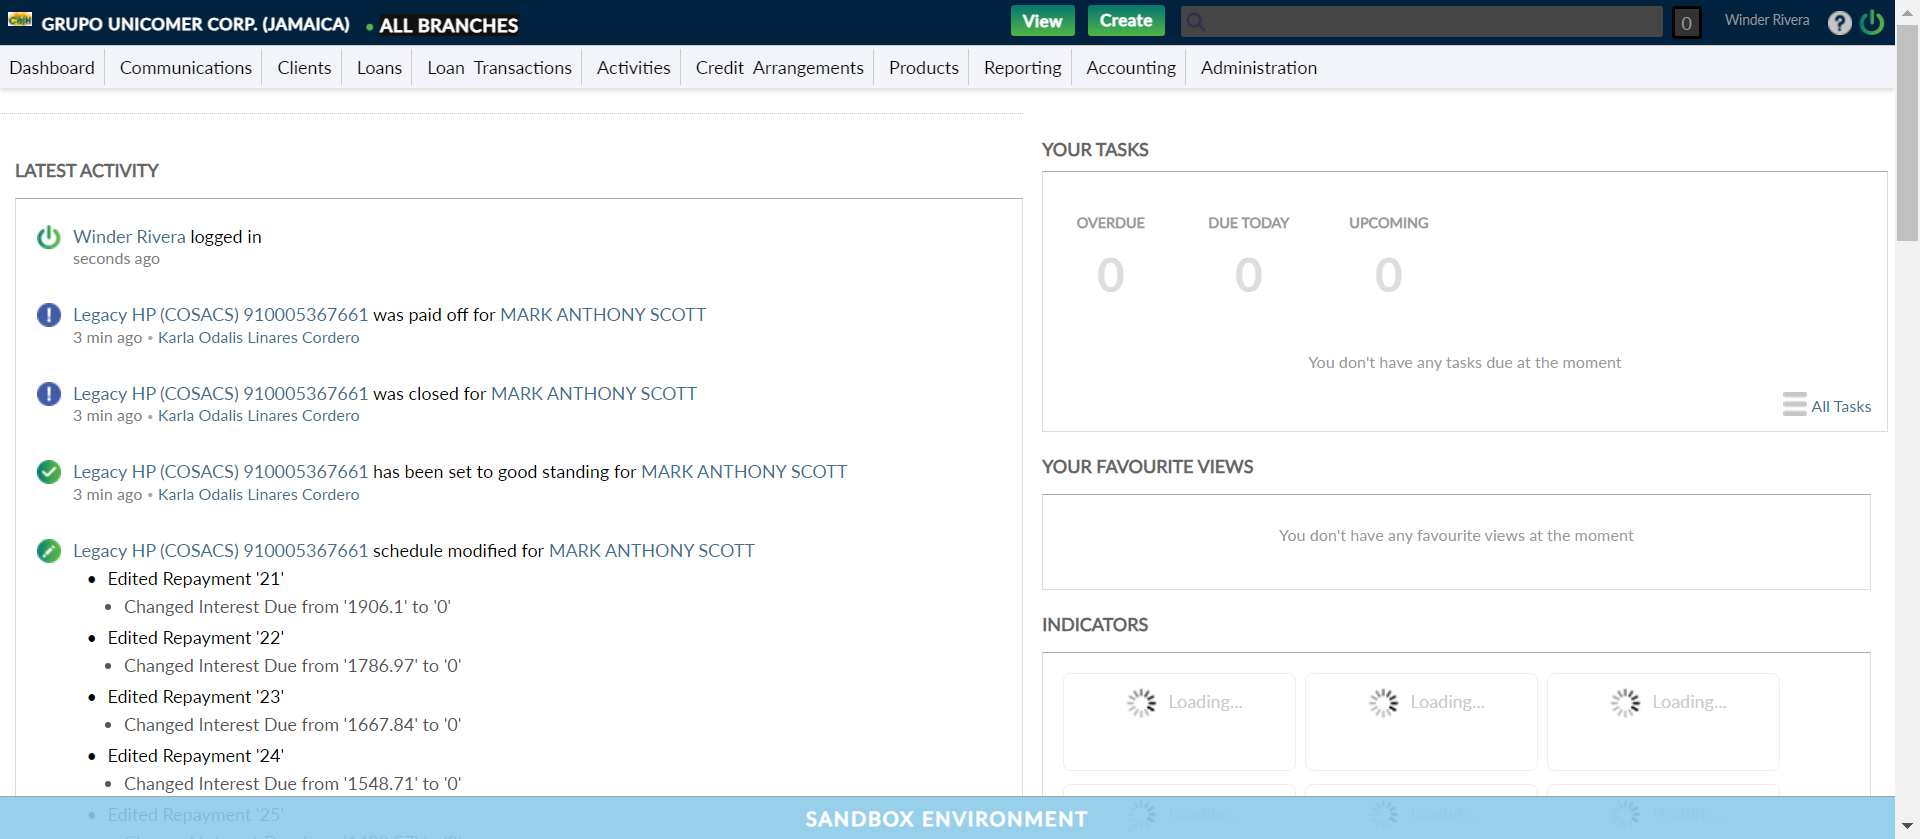 Cash
GRUPO UNICOMER CORP. (JAMAICA) • ALL BRANCHES
View
Create
0
Winder Rivera
?
Dashboard
Communications
Clients
Loans
Loan Transactions
Activities
Credit Arrangements
Products
Reporting
Accounting
Administration
LATEST ACTIVITY
Winder Rivera logged in
seconds ago
Legacy HP (COSACS) 910005367661 was paid off for MARK ANTHONY SCOTT
3 min ago • Karla Odalis Linares Cordero
Legacy HP (COSACS) 910005367661 was closed for MARK ANTHONY SCOTT
3 min ago • Karla Odalis Linares Cordero
Legacy HP (COSACS) 910005367661 has been set to good standing for MARK ANTHONY SCOTT
3 min ago • Karla Odalis Linares Cordero
Legacy HP (COSACS) 910005367661 schedule modified for MARK ANTHONY SCOTT
• Edited Repayment '21'
• Changed Interest Due from '1906.1' to '0'
• Edited Repayment '22'
• Changed Interest Due from '1786.97' to '0'
• Edited Repayment '23'
• Changed Interest Due from '1667.84' to '0'
• Edited Repayment '24'
• Changed Interest Due from '1548.71' to '0'
• Edited Repayment '25'
YOUR TASKS
OVERDUE
DUE TODAY
UPCOMING
0
0
0
You don't have any tasks due at the moment
All Tasks
YOUR FAVOURITE VIEWS
You don't have any favourite views at the moment
INDICATORS
Loading...
Loading...
Loading...
Loading...
Loading...
Loading...
SANDBOX ENVIRONMENT